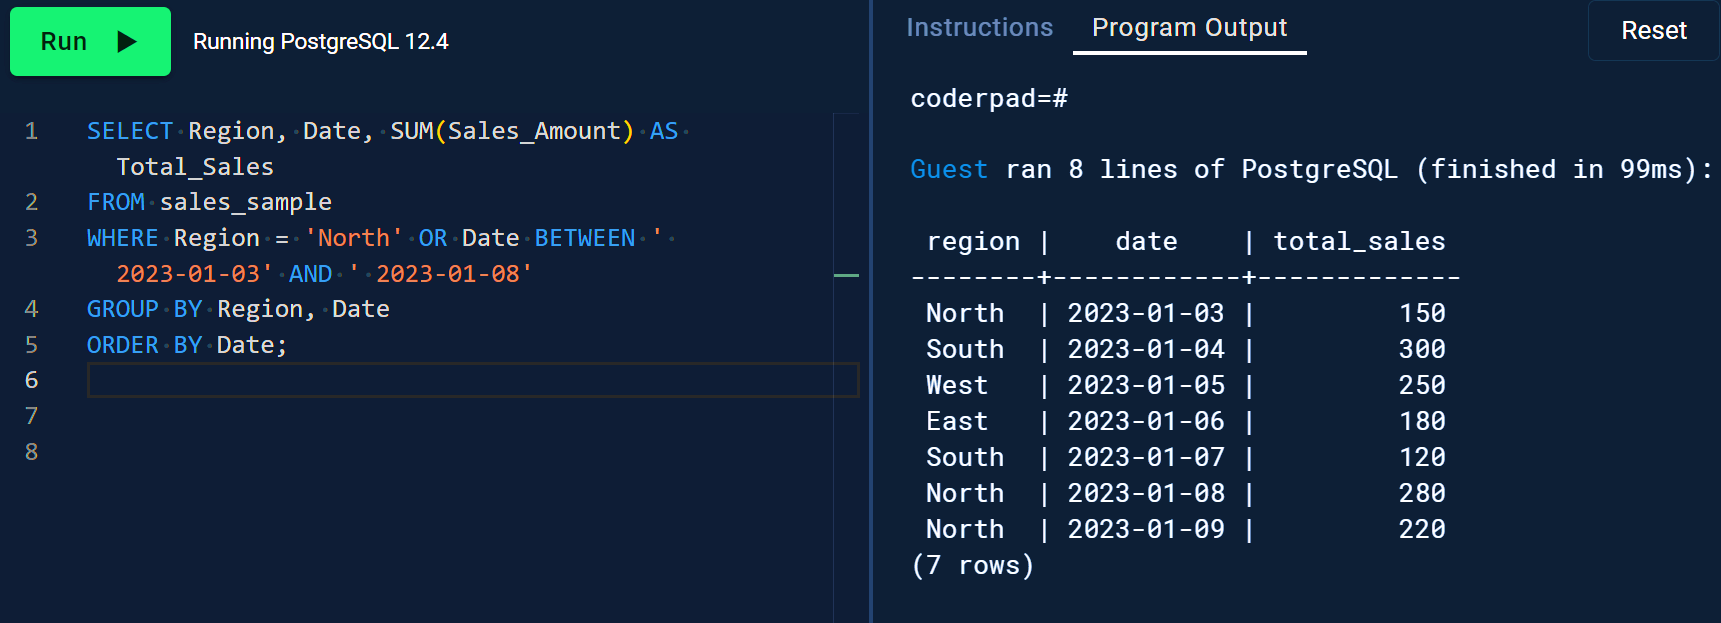 Run ▶ Running PostgreSQL 12.4
1 SELECT Region, Date, SUM(Sales_Amount) AS
Total_Sales
2 FROM sales_sample
3 WHERE Region = 'North' OR Date BETWEEN '
2023-01-03' AND ' 2023-01-08'
4 GROUP BY Region, Date
5 ORDER BY Date;
6
7
8
Instructions Program Output Reset
coderpad=#
Guest ran 8 lines of PostgreSQL (finished in 99ms):
region | date | total_sales
--------+------------+-------------
North | 2023-01-03 | 150
South | 2023-01-04 | 300
West | 2023-01-05 | 250
East | 2023-01-06 | 180
South | 2023-01-07 | 120
North | 2023-01-08 | 280
North | 2023-01-09 | 220
(7 rows)